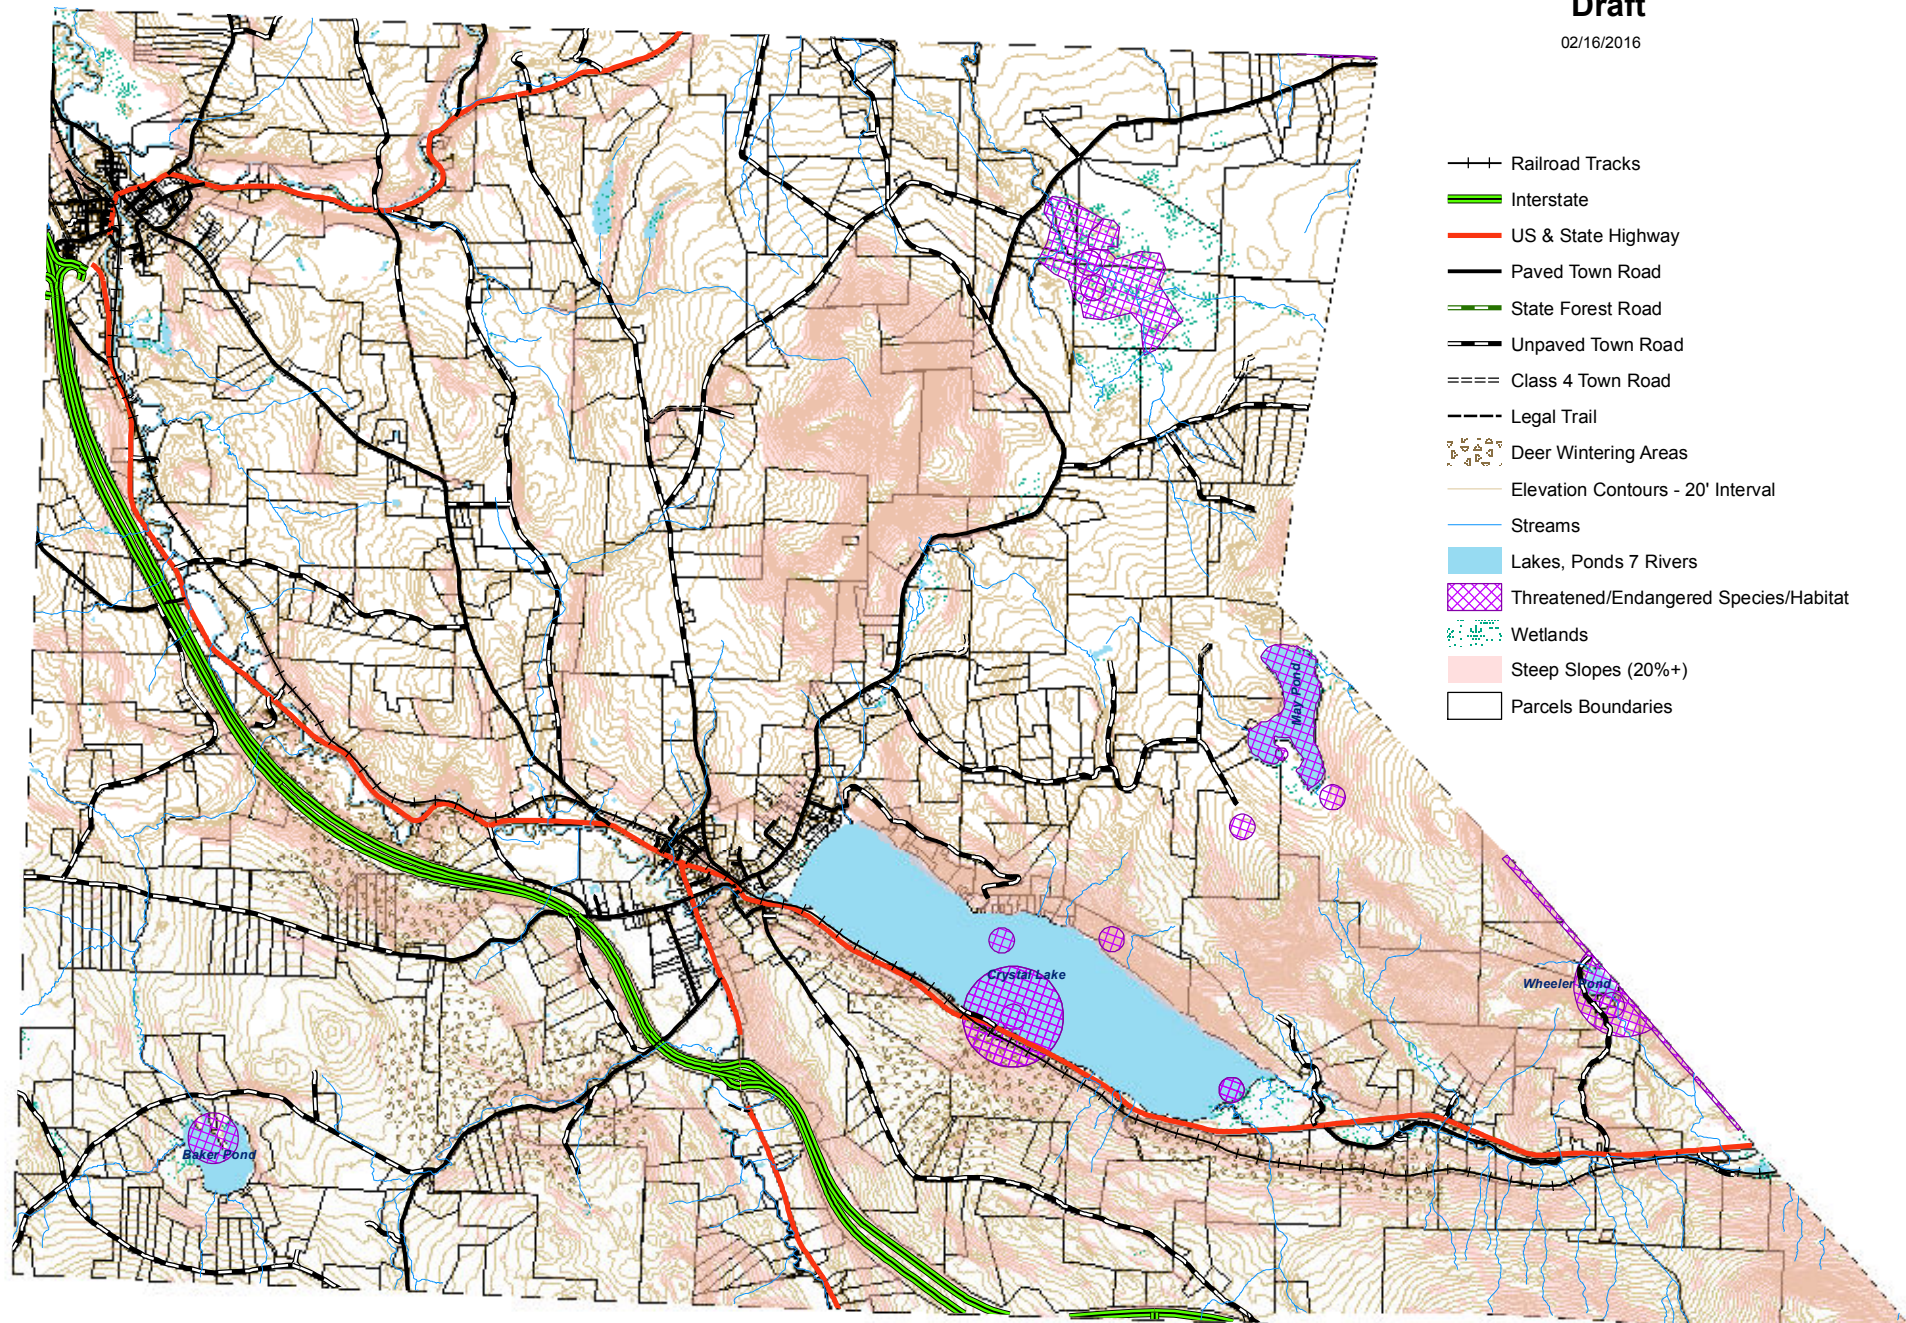 Draft
02/16/2016
Railroad Tracks
Interstate
US & State Highway
Paved Town Road
State Forest Road
Unpaved Town Road
Class 4 Town Road
Legal Trail
Deer Wintering Areas
Elevation Contours - 20' Interval
Streams
Lakes, Ponds 7 Rivers
Threatened/Endangered Species/Habitat
Wetlands
Steep Slopes (20%+)
Parcels Boundaries
May Pond
Crystal Lake
Wheeler Pond
Baker Pond